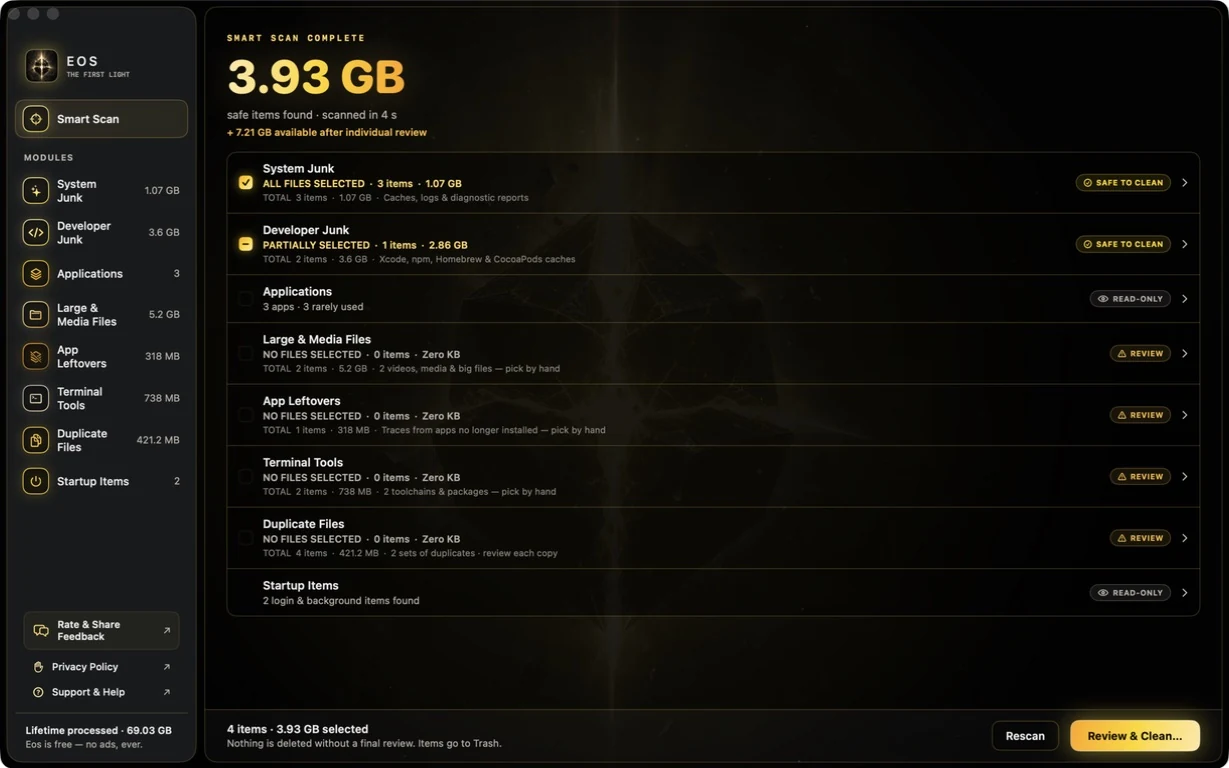 EOS
THE FIRST LIGHT
Smart Scan
MODULES
System
Junk
1.07 GB
Developer
Junk
3.6 GB
Applications
3
Large &
Media Files
5.2 GB
App
Leftovers
318 MB
Terminal
Tools
738 MB
Duplicate
Files
421.2 MB
Startup Items
2
Rate & Share
Feedback
Privacy Policy
Support & Help
Lifetime processed · 69.03 GB
Eos is free — no ads, ever.
SMART SCAN COMPLETE
3.93 GB
safe items found · scanned in 4 s
+ 7.21 GB available after individual review
System Junk
ALL FILES SELECTED · 3 items · 1.07 GB
TOTAL 3 items · 1.07 GB · Caches, logs & diagnostic reports
SAFE TO CLEAN
Developer Junk
PARTIALLY SELECTED · 1 items · 2.86 GB
TOTAL 2 items · 3.6 GB · Xcode, npm, Homebrew & CocoaPods caches
SAFE TO CLEAN
Applications
3 apps · 3 rarely used
READ-ONLY
Large & Media Files
NO FILES SELECTED · 0 items · Zero KB
TOTAL 2 items · 5.2 GB · 2 videos, media & big files — pick by hand
REVIEW
App Leftovers
NO FILES SELECTED · 0 items · Zero KB
TOTAL 1 items · 318 MB · Traces from apps no longer installed — pick by hand
REVIEW
Terminal Tools
NO FILES SELECTED · 0 items · Zero KB
TOTAL 2 items · 738 MB · 2 toolchains & packages — pick by hand
REVIEW
Duplicate Files
NO FILES SELECTED · 0 items · Zero KB
TOTAL 4 items · 421.2 MB · 2 sets of duplicates · review each copy
REVIEW
Startup Items
2 login & background items found
READ-ONLY
4 items · 3.93 GB selected
Nothing is deleted without a final review. Items go to Trash.
Rescan
Review & Clean...